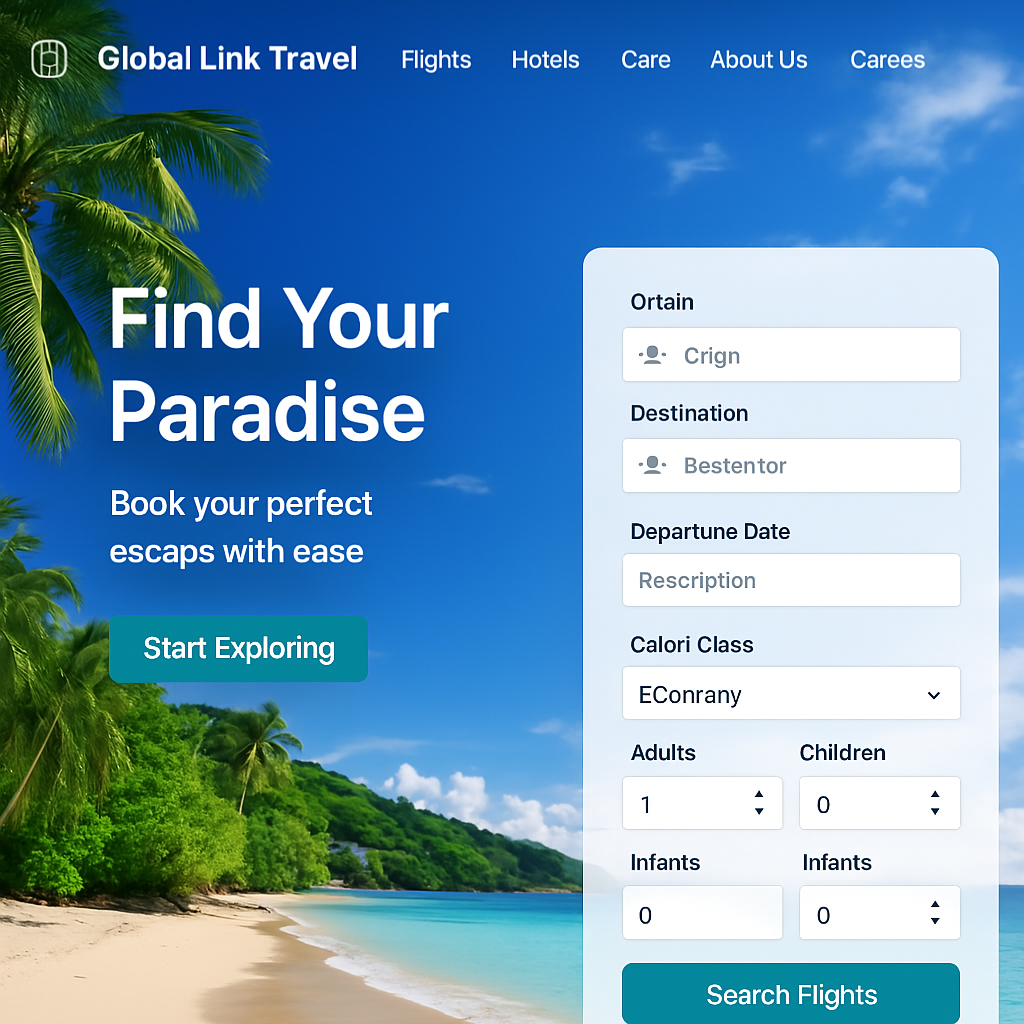 Global Link Travel Flights Hotels Care About Us Carees
Find Your
Paradise
Book your perfect
escaps with ease
Start Exploring
Ortain
Crign
Destination
Bestentor
Departune Date
Rescription
Calori Class
EConrany
Adults Children
1 0
Infants Infants
0 0
Search Flights